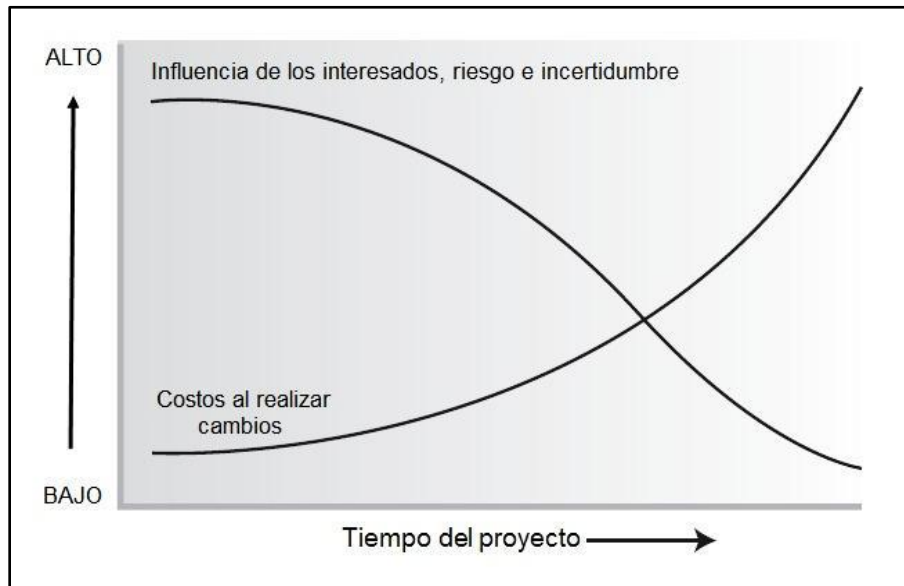 ALTO
Influencia de los interesados, riesgo e incertidumbre
Costos al realizar
cambios
BAJO
Tiempo del proyecto